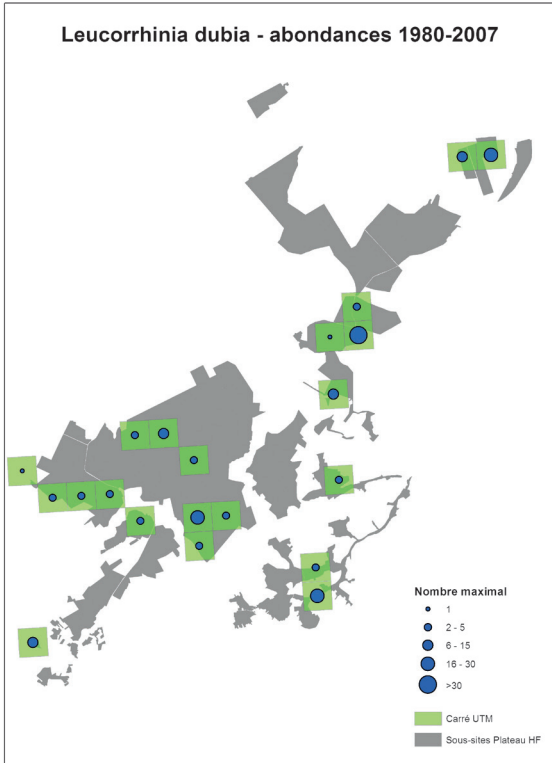 Leucorrhinia dubia - abondances 1980-2007
Nombre maximal
1
2 - 5
6 - 15
16 - 30
>30
Carré UTM
Sous-sites Plateau HF